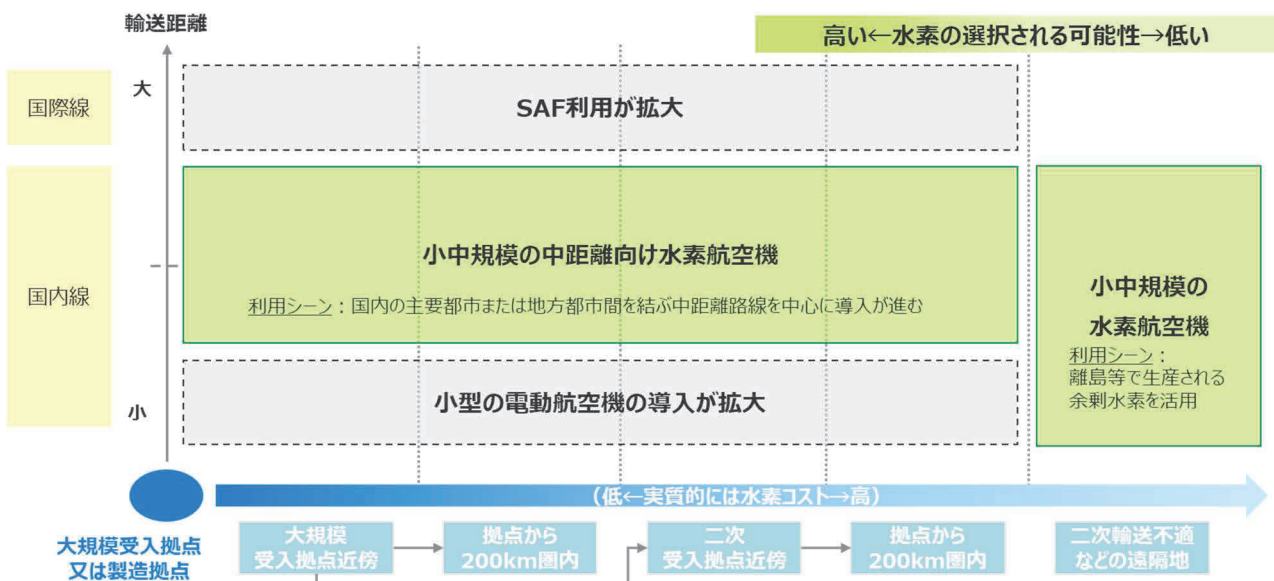 輸送距離
高い←水素の選択される可能性→低い
国際線
大
SAF利用が拡大
国内線
小中規模の中距離向け水素航空機
利用シーン：国内の主要都市または地方都市間を結ぶ中距離路線を中心に導入が進む
小中規模の
水素航空機
利用シーン：
離島等で生産される
余剰水素を活用
小
小型の電動航空機の導入が拡大
（低←実質的には水素コスト→高）
大規模受入拠点
又は製造拠点
大規模
受入拠点近傍
拠点から
200km圏内
二次
受入拠点近傍
拠点から
200km圏内
二次輸送不適
などの遠隔地